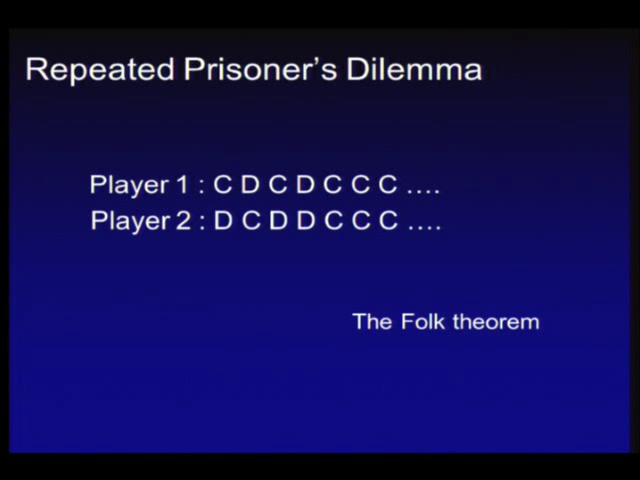 Repeated Prisoner's Dilemma
Player 1 : C D C D C C C ....
Player 2 : D C D D C C C ....
The Folk theorem